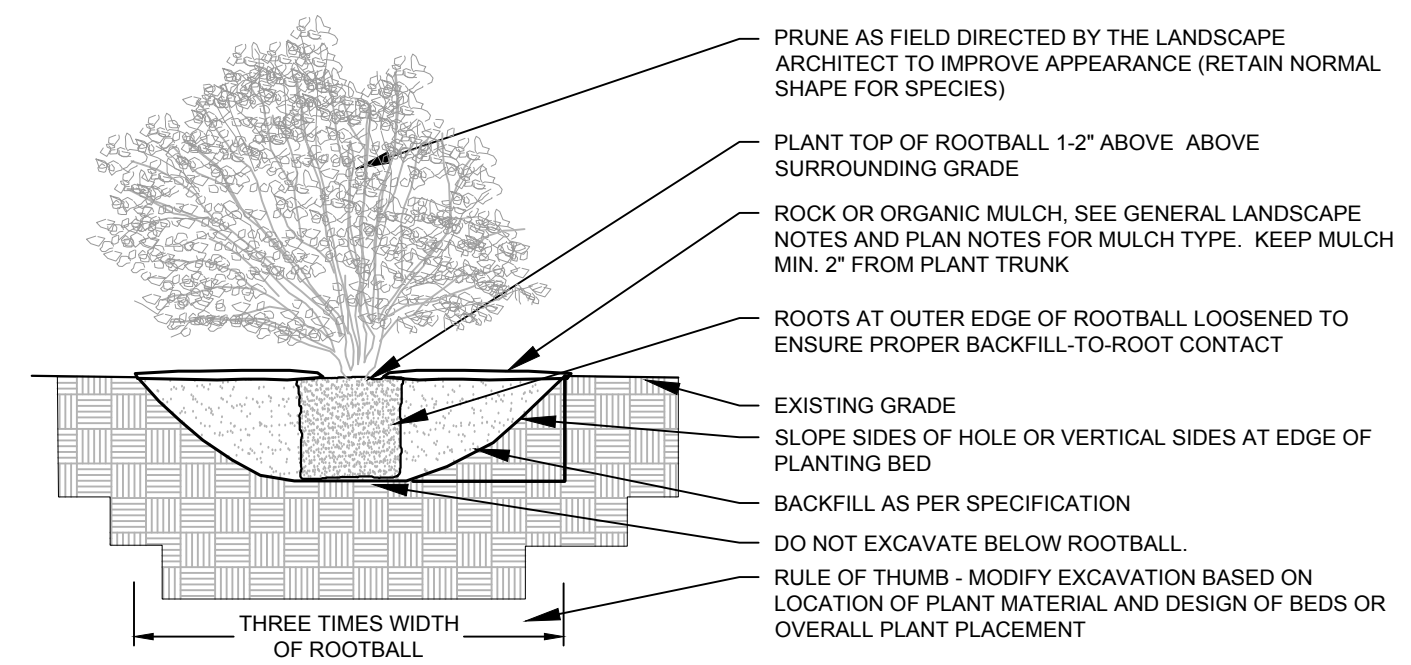 PRUNE AS FIELD DIRECTED BY THE LANDSCAPE
ARCHITECT TO IMPROVE APPEARANCE (RETAIN NORMAL
SHAPE FOR SPECIES)
PLANT TOP OF ROOTBALL 1-2" ABOVE ABOVE
SURROUNDING GRADE
ROCK OR ORGANIC MULCH, SEE GENERAL LANDSCAPE
NOTES AND PLAN NOTES FOR MULCH TYPE. KEEP MULCH
MIN. 2" FROM PLANT TRUNK
ROOTS AT OUTER EDGE OF ROOTBALL LOOSENED TO
ENSURE PROPER BACKFILL-TO-ROOT CONTACT
EXISTING GRADE
SLOPE SIDES OF HOLE OR VERTICAL SIDES AT EDGE OF
PLANTING BED
BACKFILL AS PER SPECIFICATION
DO NOT EXCAVATE BELOW ROOTBALL.
RULE OF THUMB - MODIFY EXCAVATION BASED ON
LOCATION OF PLANT MATERIAL AND DESIGN OF BEDS OR
OVERALL PLANT PLACEMENT
THREE TIMES WIDTH
OF ROOTBALL